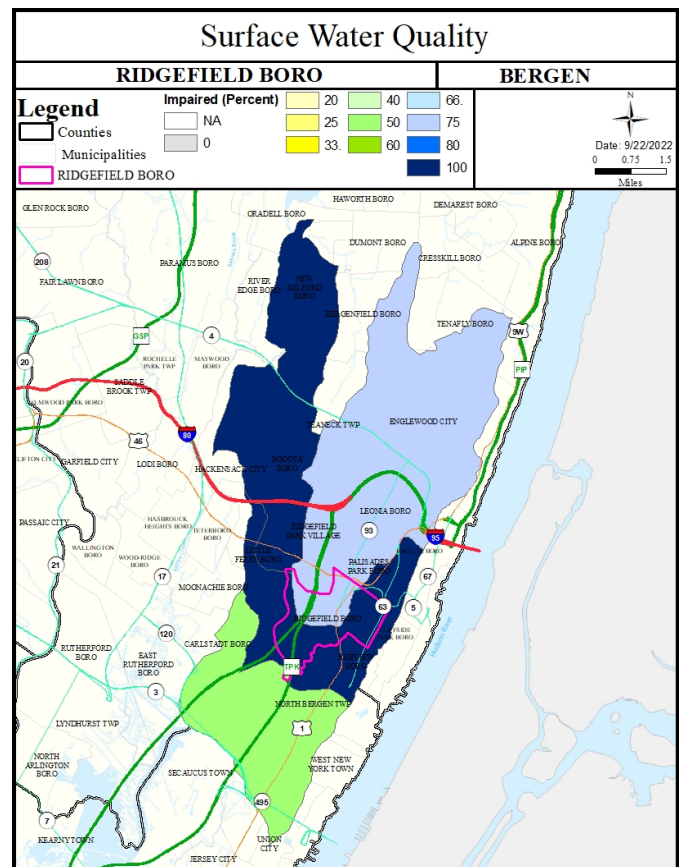 Surface Water Quality
RIDGEFIELD BORO
BERGEN
Legend
Counties
Municipalities
RIDGEFIELD BORO
Impaired (Percent)
NA
0
20
25
33.
40
50
60
66.
75
80
100
N
Date: 9/22/2022
0 0.75 1.5
Miles
GLEN ROCK BORO
ORADELL BORO
HAWORTH BORO
DEMAREST BORO
DUMONT BORO
ALPINE BORO
CRESSKILL BORO
PARAMUS BORO
208
FAIR LAWN BORO
RIVER
EDGE BORO
NEW
MILFORD
BORO
BERGENFIELD BORO
TENAFLY BORO
9W
GSP
4
PIP
20
ROCHELLE
PARK TWP
MAYWOOD
BORO
SADDLE
BROOK TWP
ELMWOOD PARK BORO
TEANECK TWP
ENGLEWOOD CITY
80
46
CLIFTON CITY
GARFIELD CITY
LODI BORO
HACKENSACK CITY
BOGOTA
BORO
PASSAIC CITY
HASBROUCK
HEIGHTS BORO
TETERBORO
BORO
RIDGEFIELD
PARK VILLAGE
LEONIA BORO
93
95
WALLINGTON
BORO
WOOD-RIDGE
BORO
LITTLE
FERRY BORO
PALISADES
PARK BORO
21
17
MOONACHIE BORO
67
63
5
RIDGEFIELD BORO
PARK BORO
Hudson River
120
CARLSTADT BORO
RUTHERFORD
BORO
EAST
RUTHERFORD
BORO
TPK
3
NORTH BERGEN TWP
LYNDHURST TWP
1
NORTH
ARLINGTON
BORO
SECAUCUS TOWN
WEST NEW
YORK TOWN
495
7
KEARNY TOWN
UNION
CITY
JERSEY CITY